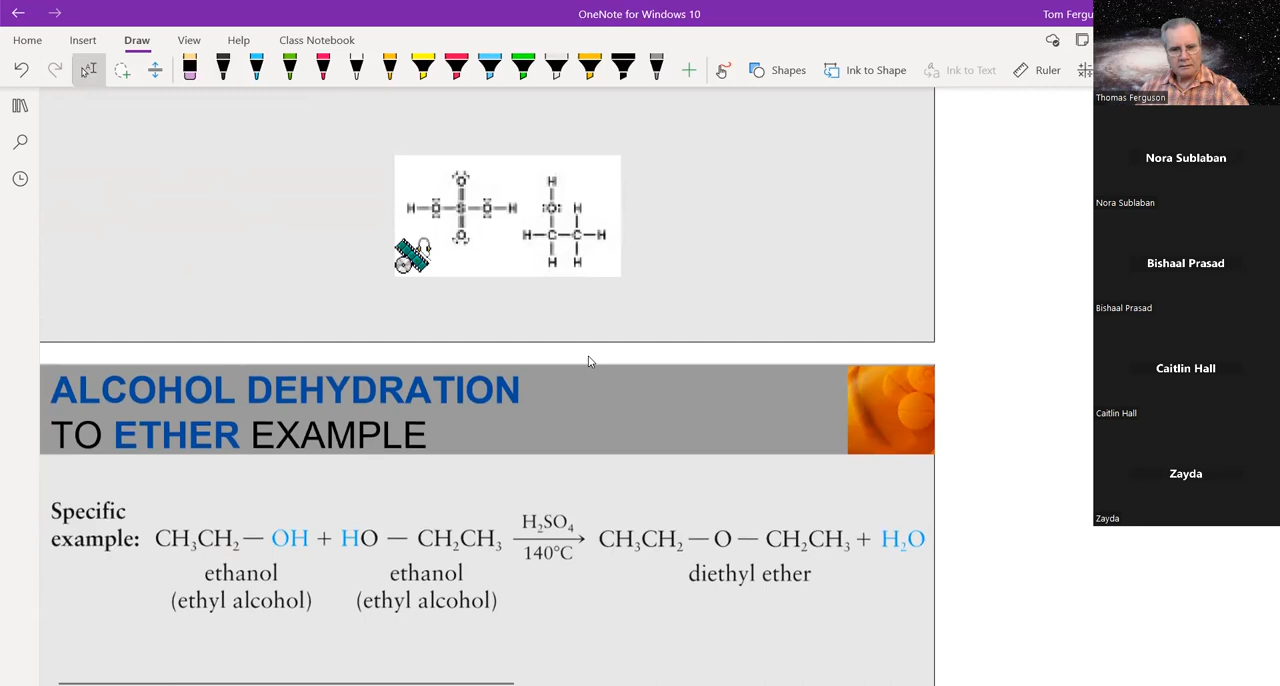 OneNote for Windows 10
Tom Fergu
Home
Insert
Draw
View
Help
Class Notebook
Shapes
Ink to Shape
Ink to Text
Ruler
Thomas Ferguson
Nora Sublaban
Nora Sublaban
Bishaal Prasad
Bishaal Prasad
Caitlin Hall
Caitlin Hall
Zayda
Zayda
O
H O S O H
O
H
O H
H C C H
H H
ALCOHOL DEHYDRATION
TO ETHER EXAMPLE
Specific
example: CH₃CH₂— OH + HO — CH₂CH₃ H₂SO₄ 140°C → CH₃CH₂ — O — CH₂CH₃ + H₂O
ethanol ethanol diethyl ether
(ethyl alcohol) (ethyl alcohol)